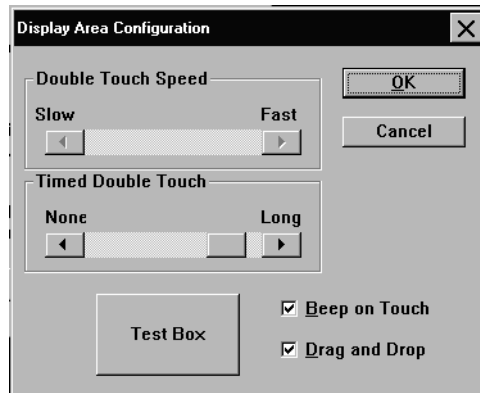 Display Area Configuration
Double Touch Speed
Slow Fast
OK
Cancel
Timed Double Touch
None Long
Test Box
Beep on Touch
Drag and Drop